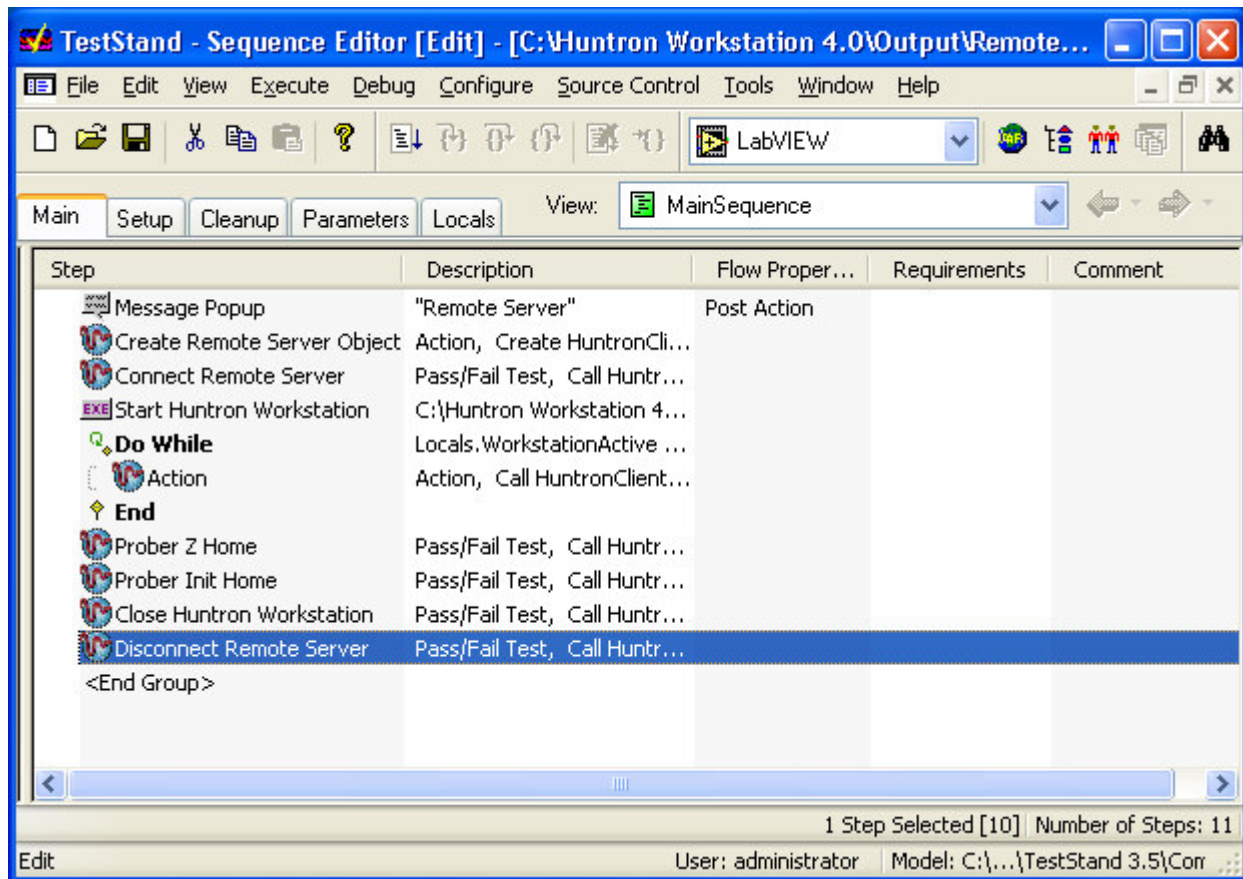 TestStand - Sequence Editor [Edit] - [C:\Huntron Workstation 4.0\Output\Remote...
File Edit View Execute Debug Configure Source Control Tools Window Help
LabVIEW
Main Setup Cleanup Parameters Locals View: MainSequence
Step Description Flow Proper... Requirements Comment
Message Popup "Remote Server" Post Action
Create Remote Server Object Action, Create HuntronCli...
Connect Remote Server Pass/Fail Test, Call Huntr...
EXE Start Huntron Workstation C:\Huntron Workstation 4...
Do While Locals.WorkstationActive ...
Action Action, Call HuntronClient...
End
Prober Z Home Pass/Fail Test, Call Huntr...
Prober Init Home Pass/Fail Test, Call Huntr...
Close Huntron Workstation Pass/Fail Test, Call Huntr...
Disconnect Remote Server Pass/Fail Test, Call Huntr...
<End Group>
1 Step Selected [10] Number of Steps: 11
Edit User: administrator Model: C:\...\TestStand 3.5\Com